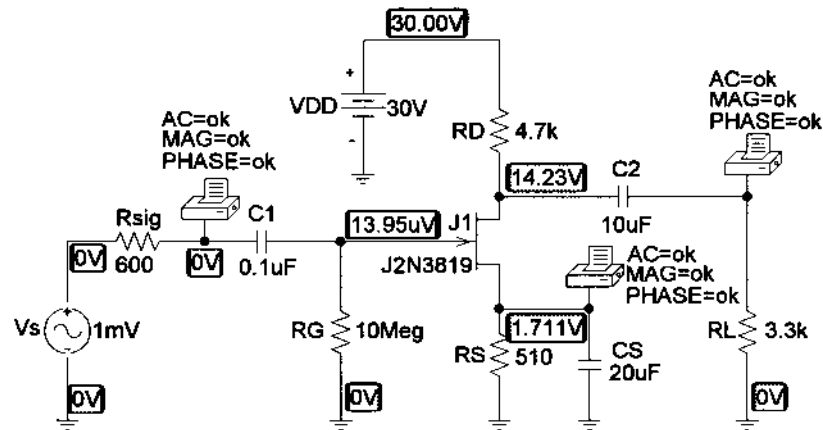 30.00V
+
VDD
30V
-
RD
4.7k
AC=ok
MAG=ok
PHASE=ok
AC=ok
MAG=ok
PHASE=ok
14.23V
C2
10uF
Rsig
600
C1
0.1uF
13.95uV
J1
J2N3819
0V
0V
AC=ok
MAG=ok
PHASE=ok
+
Vs
1mV
-
RG
10Meg
1.711V
RS
510
CS
20uF
RL
3.3k
0V
0V
0V